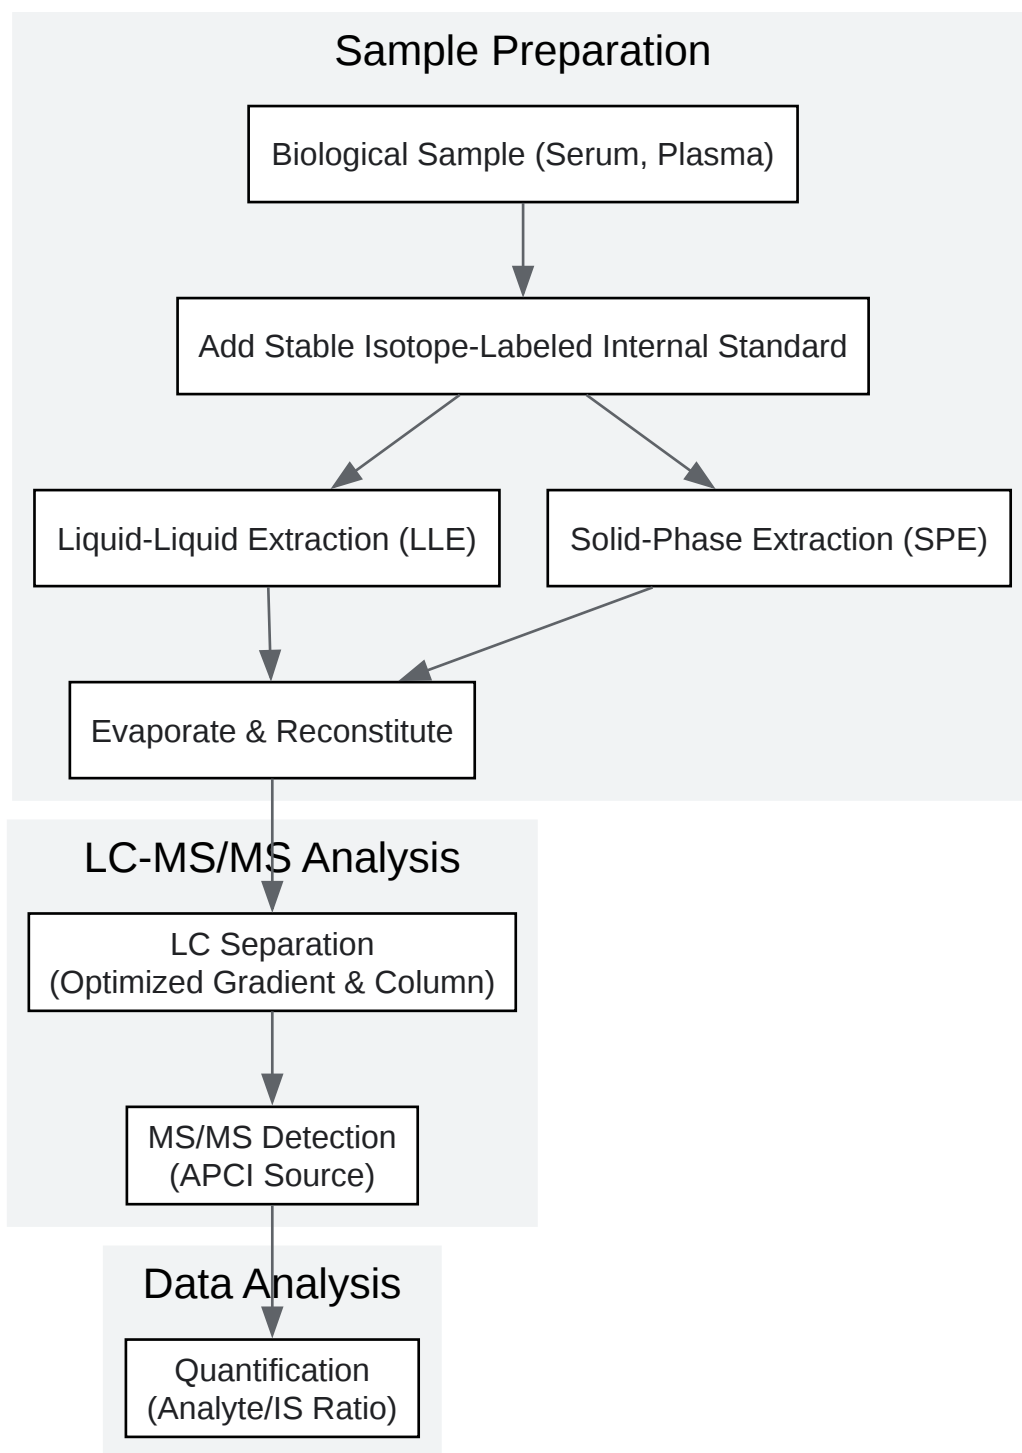 Sample Preparation
Biological Sample (Serum, Plasma)
Add Stable Isotope-Labeled Internal Standard
Liquid-Liquid Extraction (LLE)
Solid-Phase Extraction (SPE)
Evaporate & Reconstitute
LC-MS/MS Analysis
LC Separation
(Optimized Gradient & Column)
MS/MS Detection
(APCI Source)
Data Analysis
Quantification
(Analyte/IS Ratio)